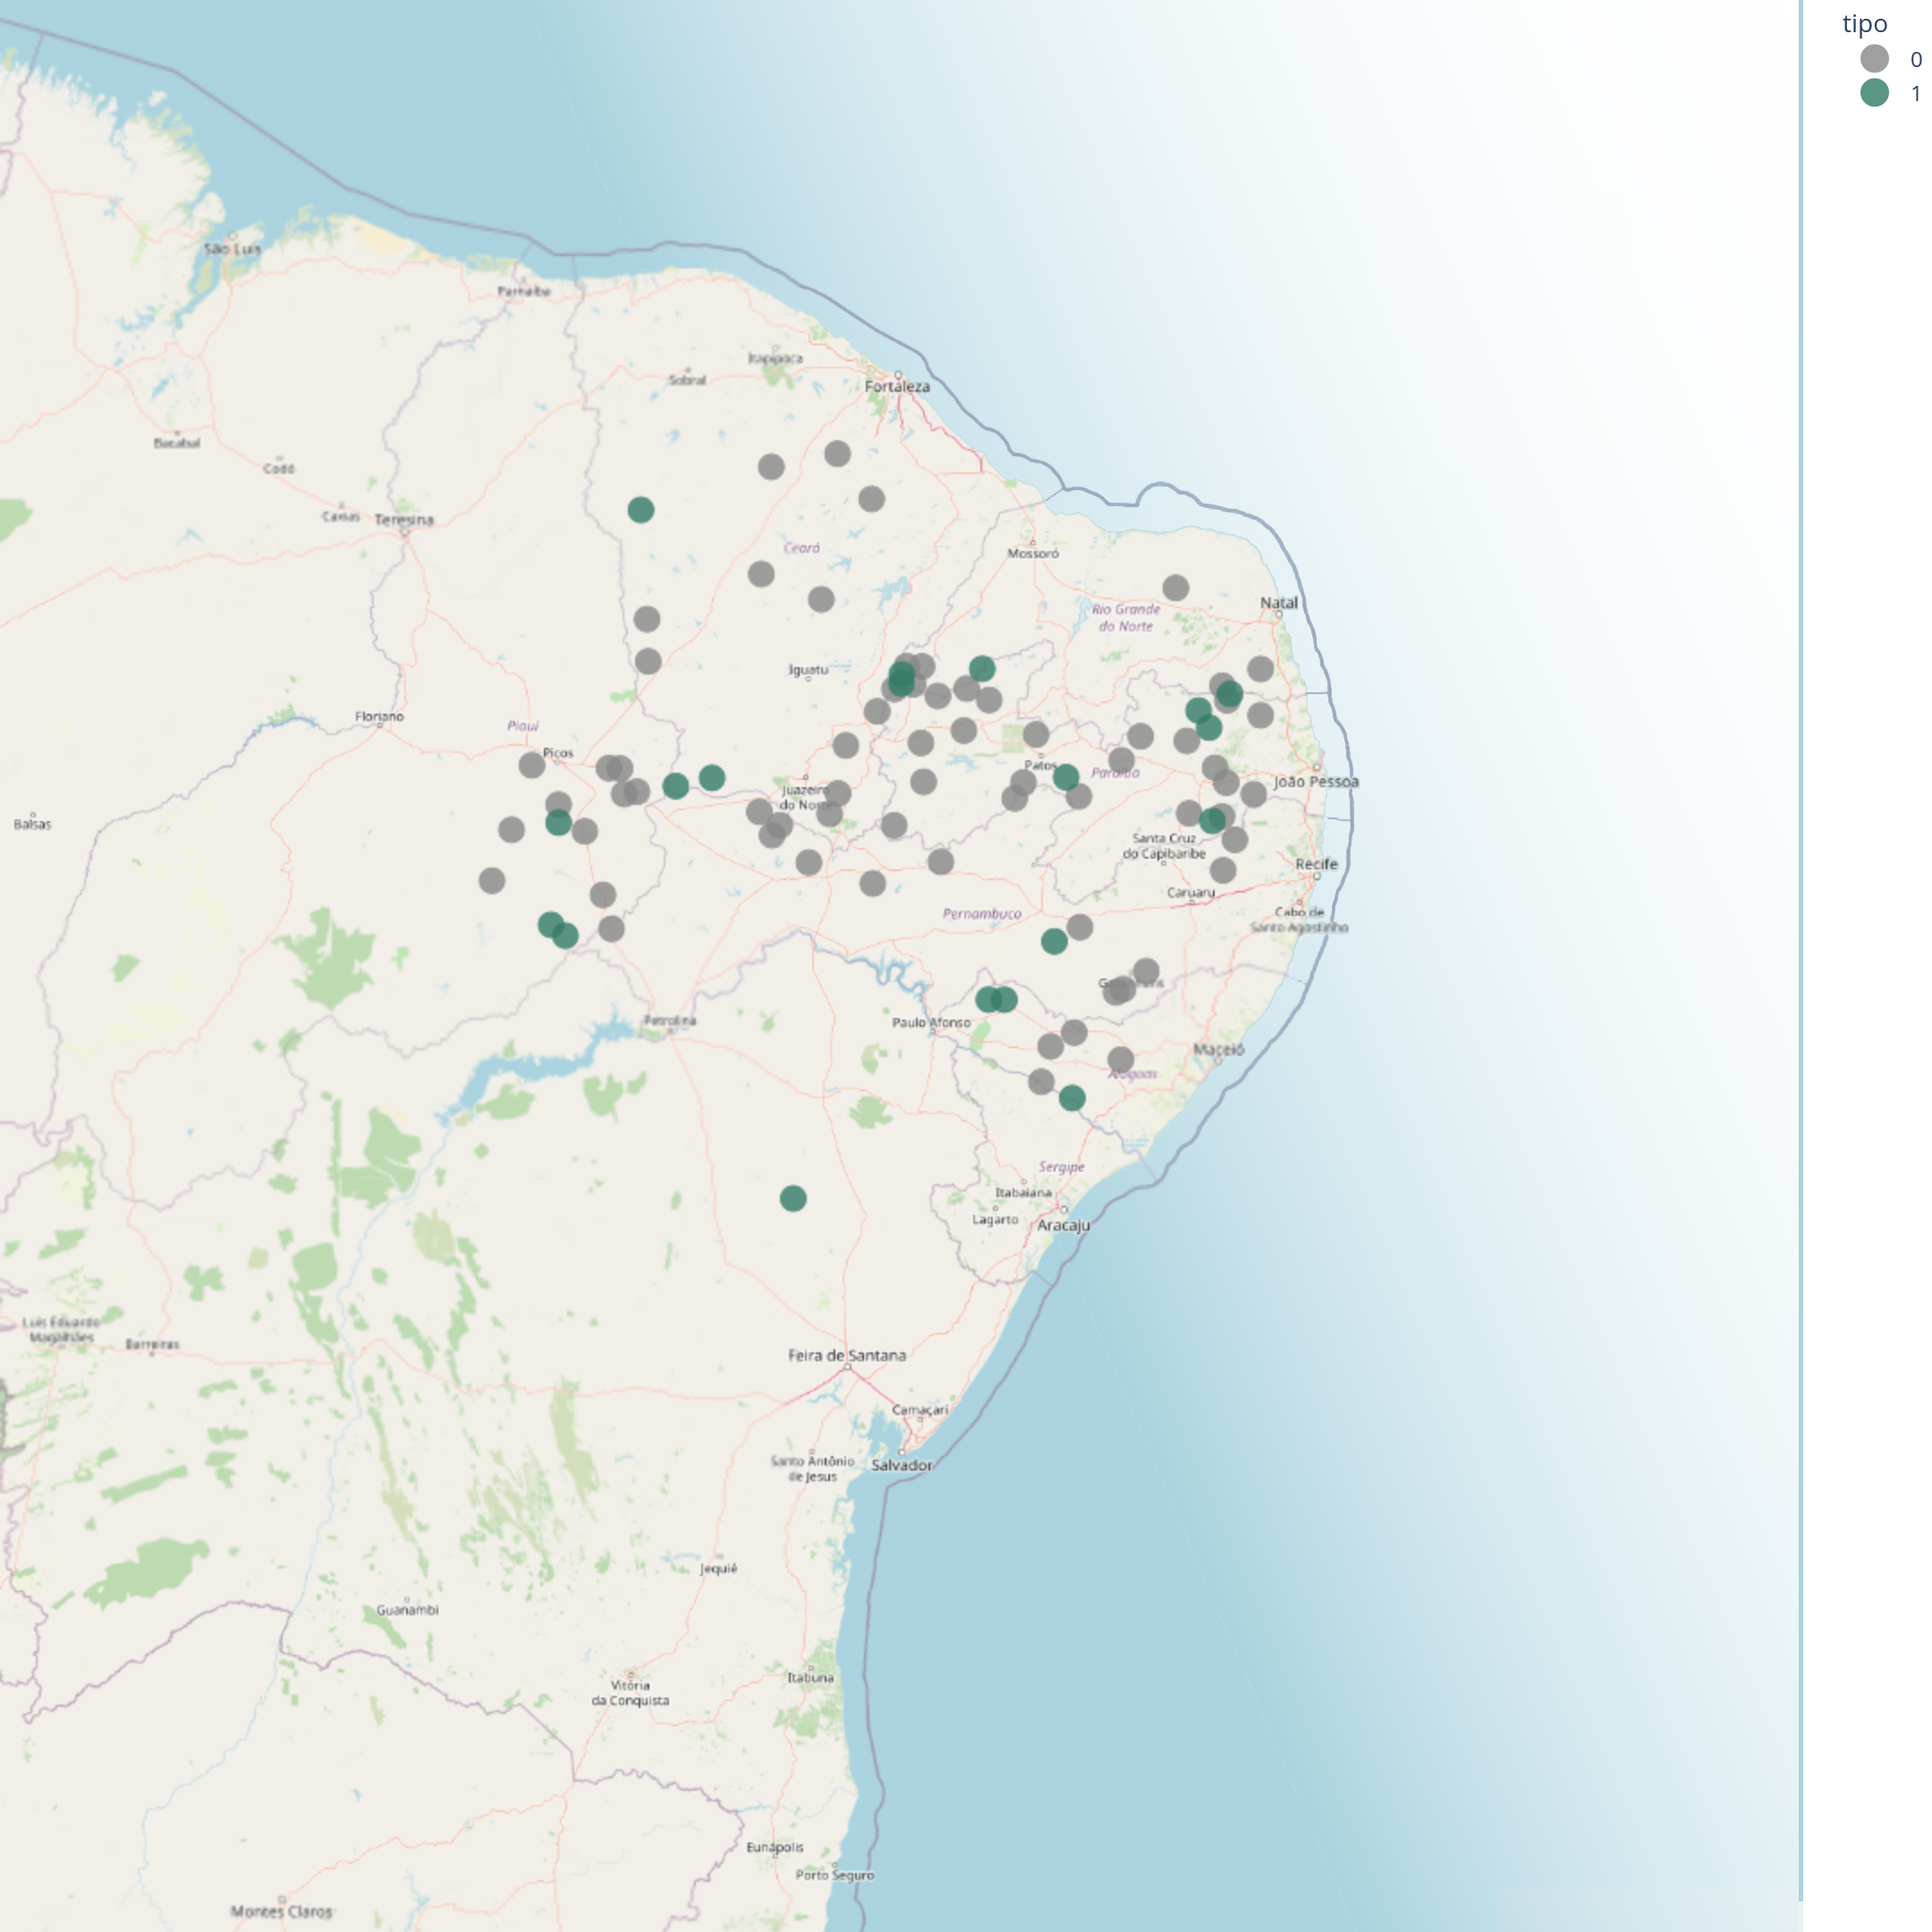 tipo
0
1
São Luís
Parnaíba
Itapipoca
Sobral
Fortaleza
Bacabal
Codó
Caxias
Teresina
Ceará
Mossoró
Rio Grande
do Norte
Natal
Iguatu
Floriano
Piauí
Picos
Patos
Paraíba
João Pessoa
Juazeiro
do Norte
Balsas
Santa Cruz
do Capibaribe
Recife
Caruaru
Pernambuco
Cabo de
Santo Agostinho
Petrolina
Paulo Afonso
Maceió
Alagoas
Sergipe
Itabaiana
Lagarto
Aracaju
Luís Eduardo
Magalhães
Barreiras
Feira de Santana
Camaçari
Santo Antônio
de Jesus
Salvador
Jequié
Guanambi
Itabuna
Vitória
da Conquista
Eunápolis
Porto Seguro
Montes Claros